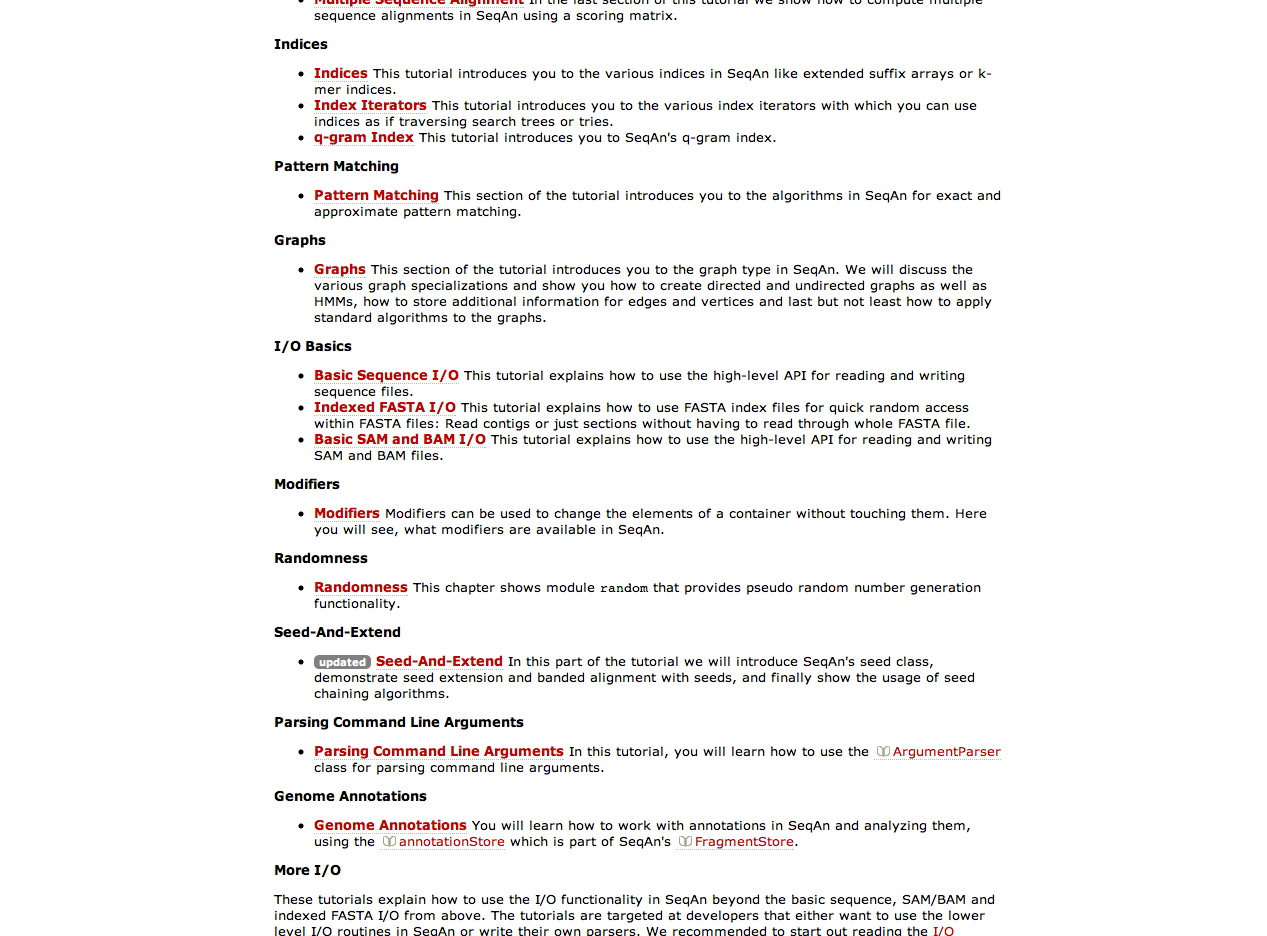 Multiple Sequence Alignment In the last section of this tutorial we show how to compute multiple
sequence alignments in SeqAn using a scoring matrix.
Indices
Indices This tutorial introduces you to the various indices in SeqAn like extended suffix arrays or k-
mer indices.
Index Iterators This tutorial introduces you to the various index iterators with which you can use
indices as if traversing search trees or tries.
q-gram Index This tutorial introduces you to SeqAn's q-gram index.
Pattern Matching
Pattern Matching This section of the tutorial introduces you to the algorithms in SeqAn for exact and
approximate pattern matching.
Graphs
Graphs This section of the tutorial introduces you to the graph type in SeqAn. We will discuss the
various graph specializations and show you how to create directed and undirected graphs as well as
HMMs, how to store additional information for edges and vertices and last but not least how to apply
standard algorithms to the graphs.
I/O Basics
Basic Sequence I/O This tutorial explains how to use the high-level API for reading and writing
sequence files.
Indexed FASTA I/O This tutorial explains how to use FASTA index files for quick random access
within FASTA files: Read contigs or just sections without having to read through whole FASTA file.
Basic SAM and BAM I/O This tutorial explains how to use the high-level API for reading and writing
SAM and BAM files.
Modifiers
Modifiers Modifiers can be used to change the elements of a container without touching them. Here
you will see, what modifiers are available in SeqAn.
Randomness
Randomness This chapter shows module random that provides pseudo random number generation
functionality.
Seed-And-Extend
updated Seed-And-Extend In this part of the tutorial we will introduce SeqAn's seed class,
demonstrate seed extension and banded alignment with seeds, and finally show the usage of seed
chaining algorithms.
Parsing Command Line Arguments
Parsing Command Line Arguments In this tutorial, you will learn how to use the ArgumentParser
class for parsing command line arguments.
Genome Annotations
Genome Annotations You will learn how to work with annotations in SeqAn and analyzing them,
using the annotationStore which is part of SeqAn's FragmentStore.
More I/O
These tutorials explain how to use the I/O functionality in SeqAn beyond the basic sequence, SAM/BAM and
indexed FASTA I/O from above. The tutorials are targeted at developers that either want to use the lower
level I/O routines in SeqAn or write their own parsers. We recommended to start out reading the I/O